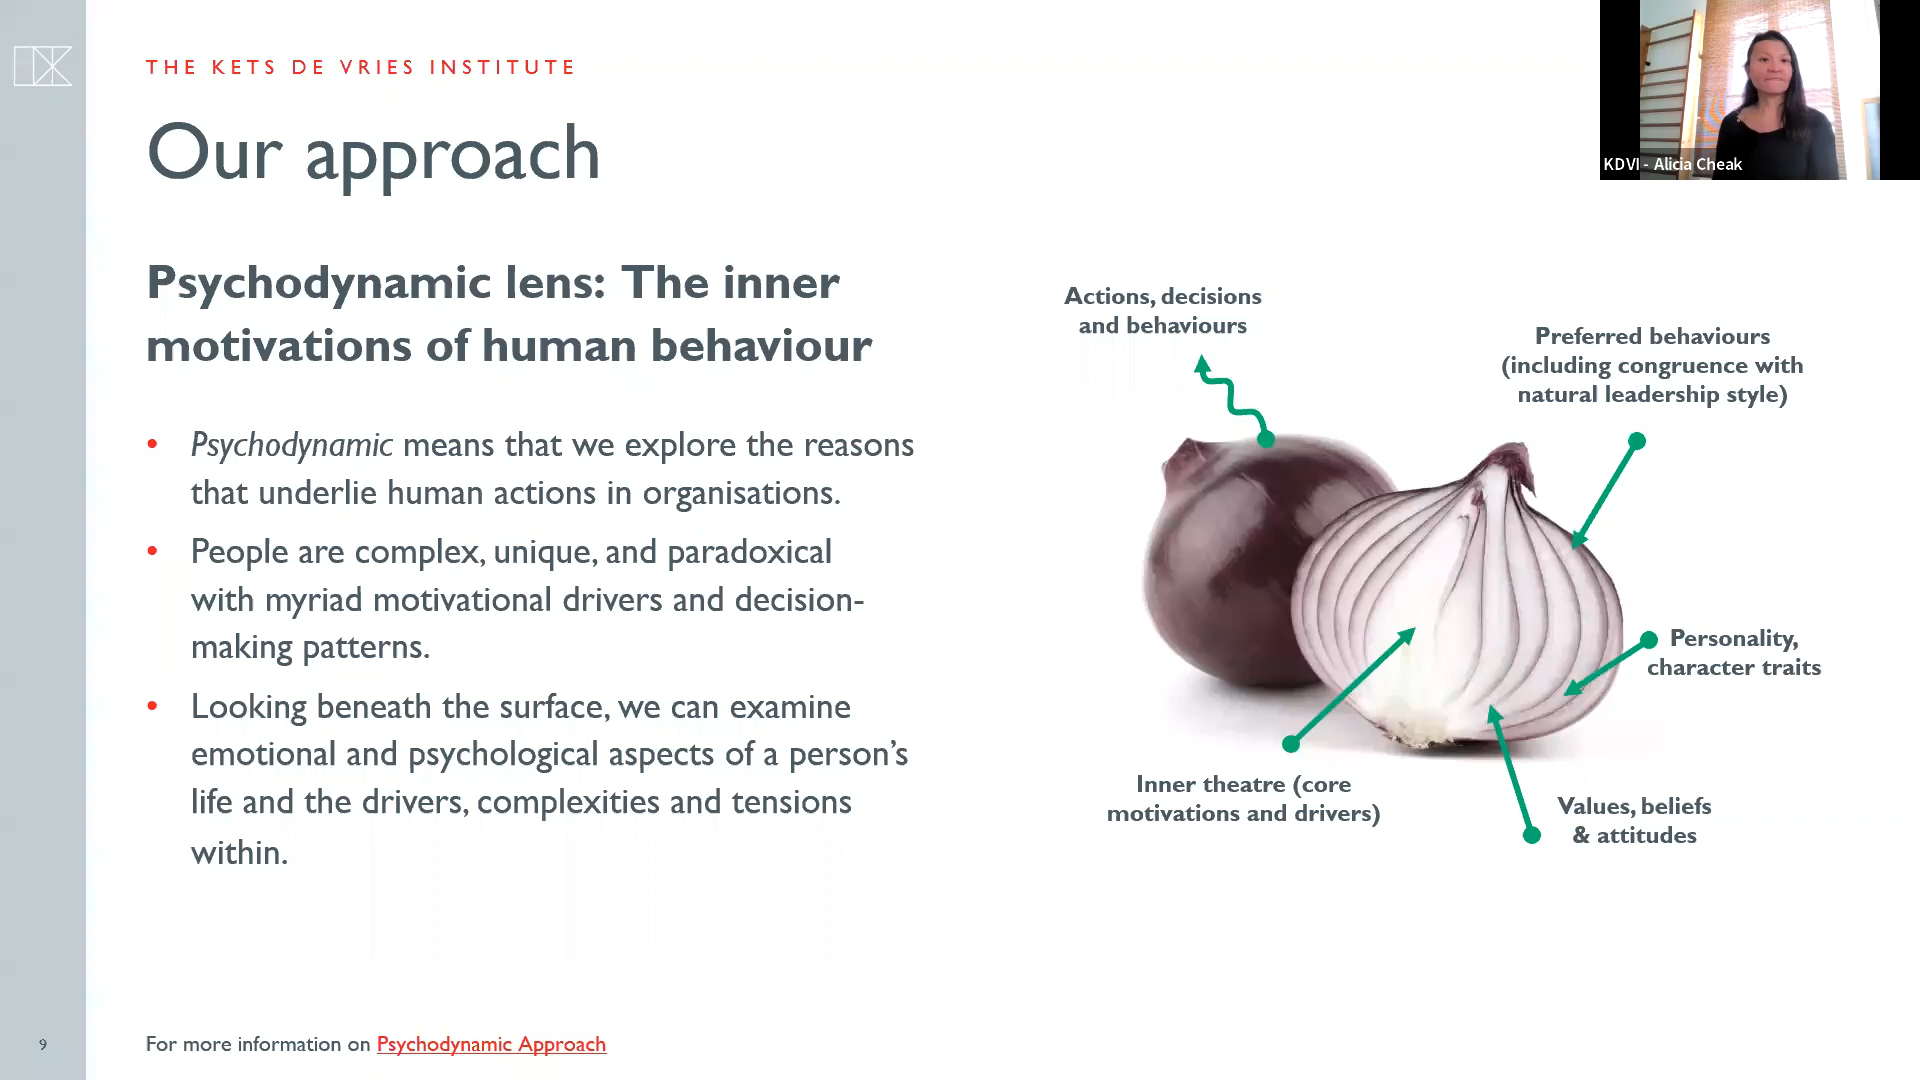 THE KETS DE VRIES INSTITUTE
Our approach
Psychodynamic lens: The inner
motivations of human behaviour
• Psychodynamic means that we explore the reasons
that underlie human actions in organisations.
• People are complex, unique, and paradoxical
with myriad motivational drivers and decision-
making patterns.
• Looking beneath the surface, we can examine
emotional and psychological aspects of a person’s
life and the drivers, complexities and tensions
within.
Actions, decisions
and behaviours
Preferred behaviours
(including congruence with
natural leadership style)
Personality,
character traits
Inner theatre (core
motivations and drivers)
Values, beliefs
& attitudes
KDVI - Alicia Cheak
9
For more information on Psychodynamic Approach